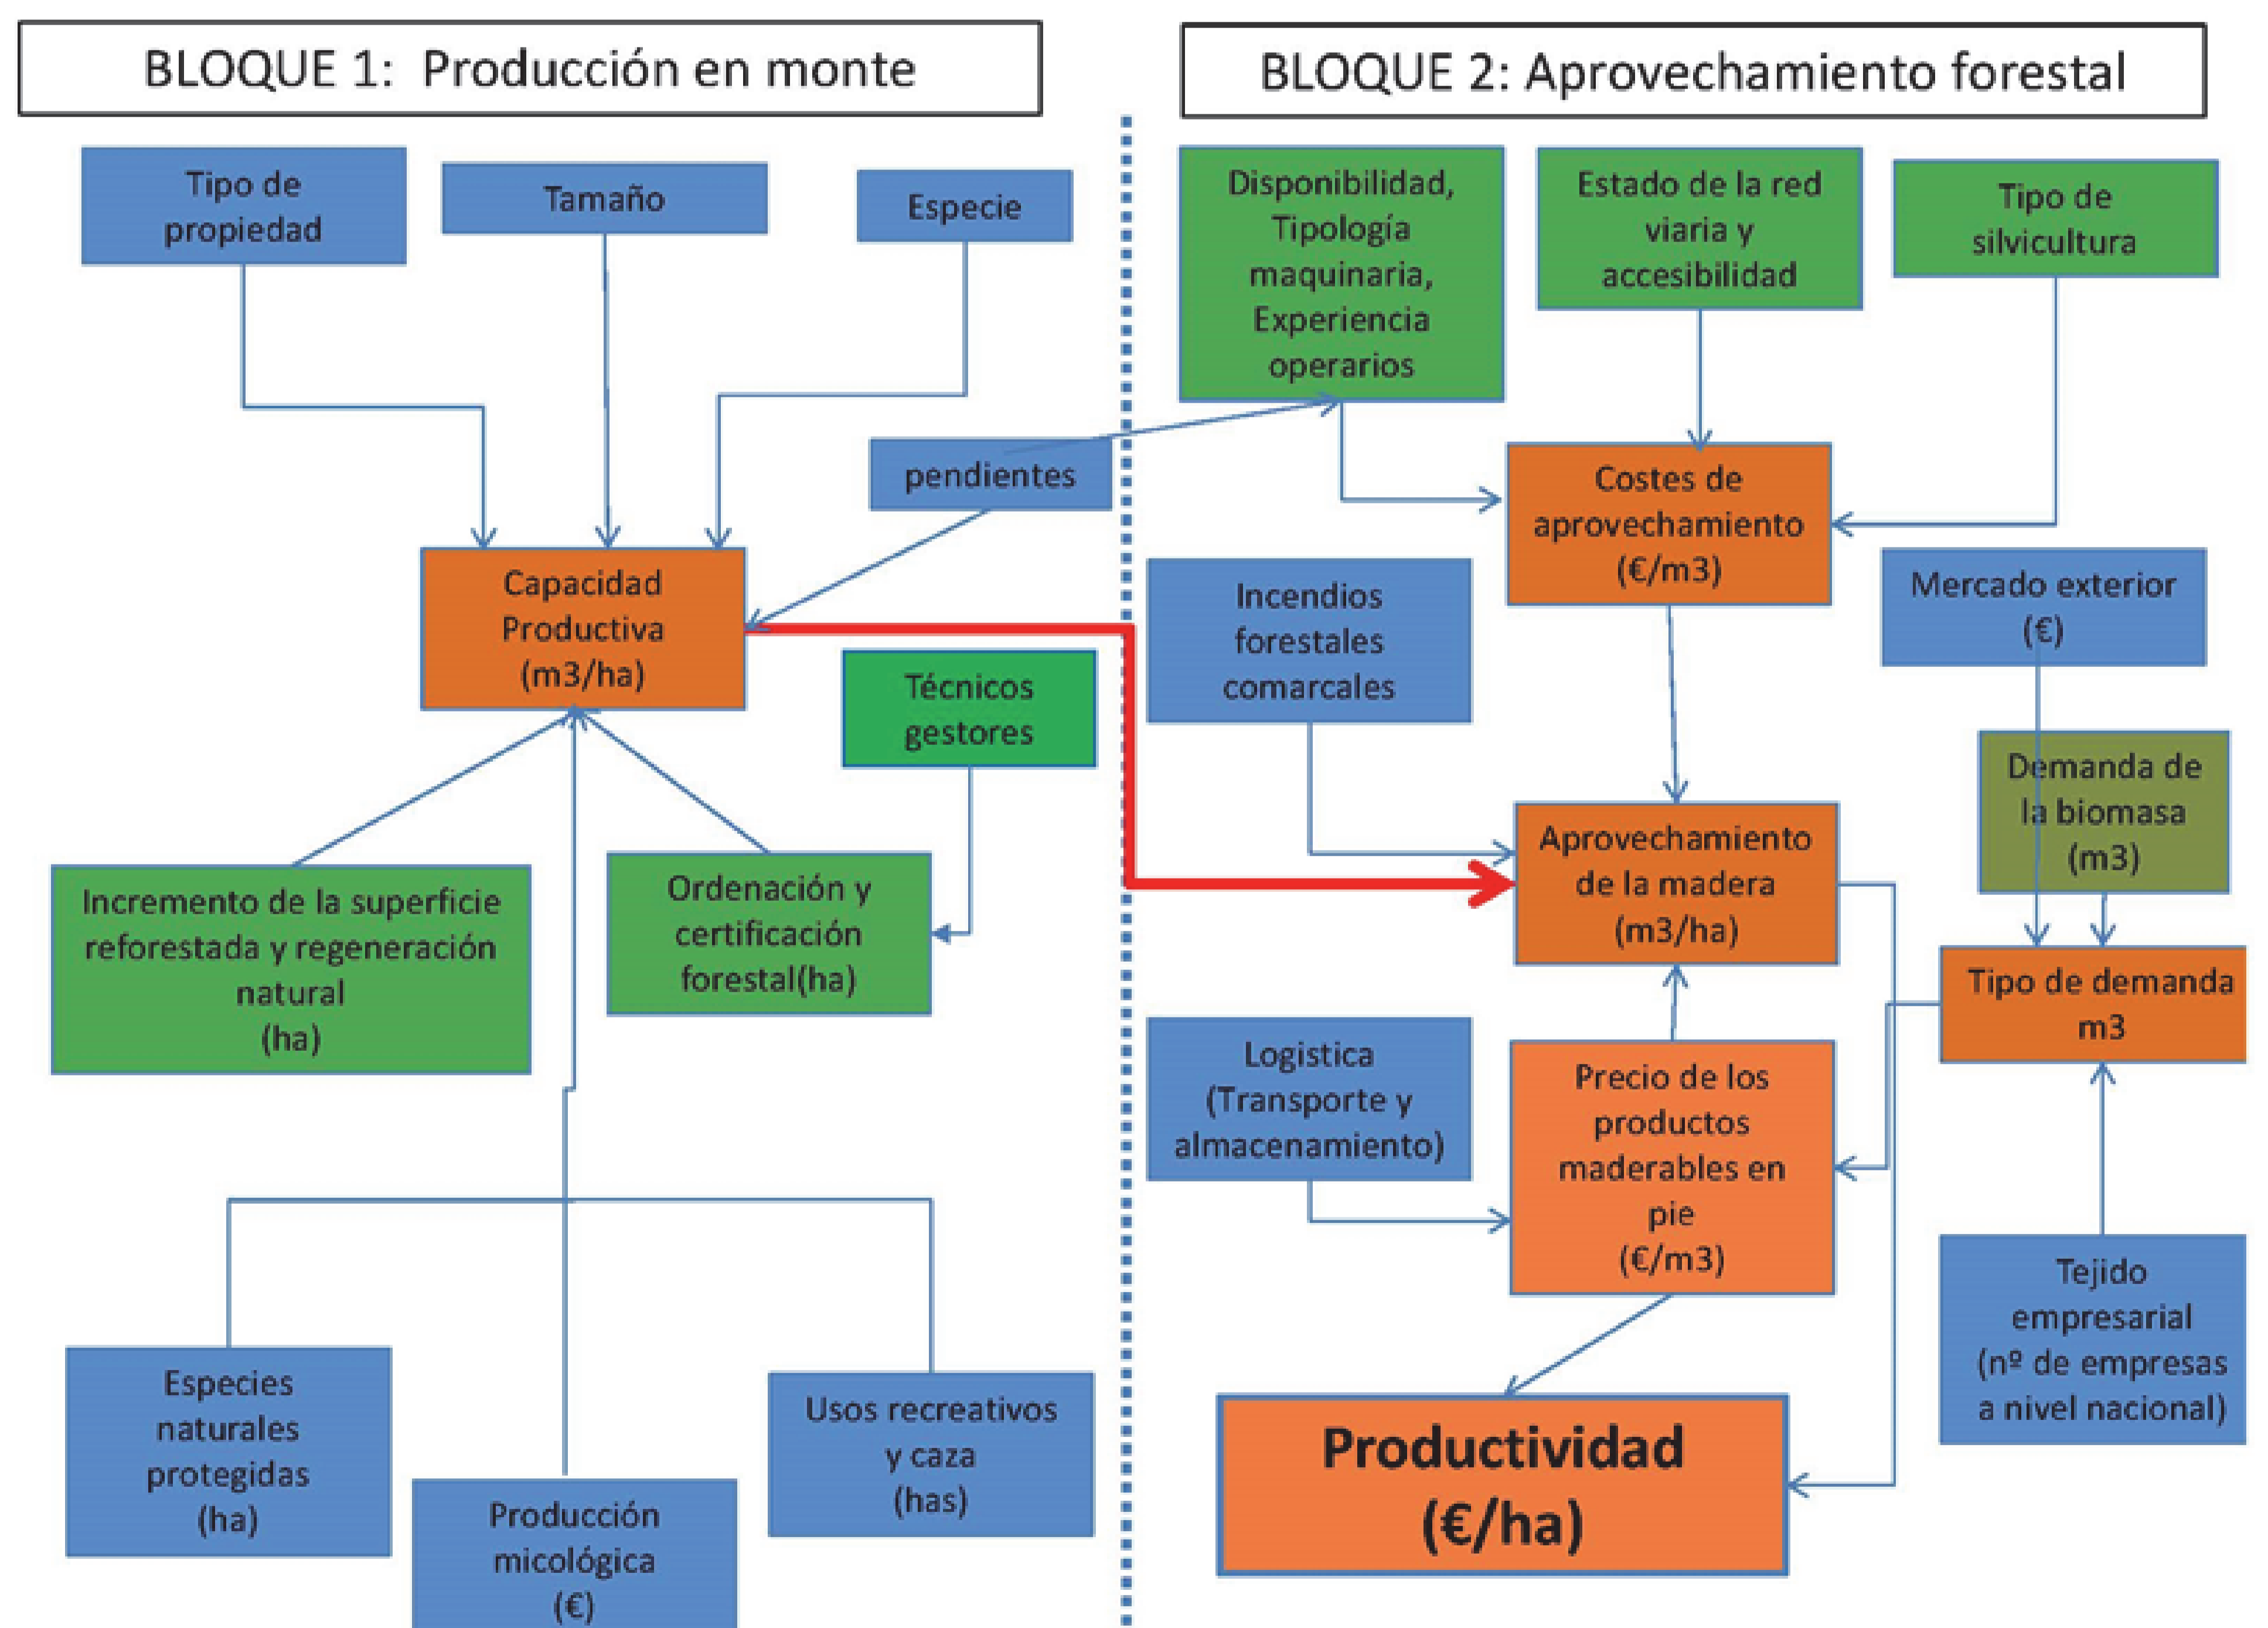 BLOQUE 1: Producción en monte
Tipo de
propiedad
Tamaño
Especie
pendientes
Capacidad
Productiva
(m3/ha)
Técnicos
gestores
Incremento de la superficie
reforestada y regeneración
natural
(ha)
Ordenación y
certificación
forestal(ha)
Especies
naturales
protegidas
(ha)
Producción
micológica
(€)
Usos recreativos
y caza
(has)
BLOQUE 2: Aprovechamiento forestal
Disponibilidad,
Tipología
maquinaria,
Experiencia
operarios
Estado de la red
viaria y
accesibilidad
Tipo de
silvicultura
Costes de
aprovechamiento
(€/m3)
Incendios
forestales
comarcales
Mercado exterior
(€)
Demanda de
la biomasa
(m3)
Aprovechamiento
de la madera
(m3/ha)
Tipo de demanda
m3
Logistica
(Transporte y
almacenamiento)
Precio de los
productos
maderables en
pie
(€/m3)
Tejido
empresarial
(nº de empresas
a nivel nacional)
Productividad
(€/ha)